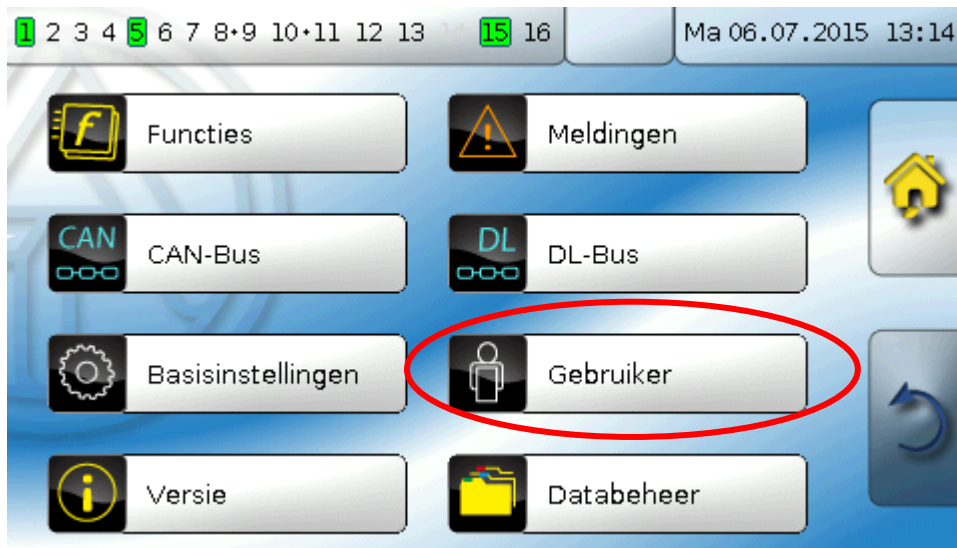 1 2 3 4 5 6 7 8•9 10•11 12 13 15 16 Ma 06.07.2015 13:14
Functies
Meldingen
CAN
CAN-Bus
DL
DL-Bus
Basisinstellingen
Gebruiker
Versie
Databeheer